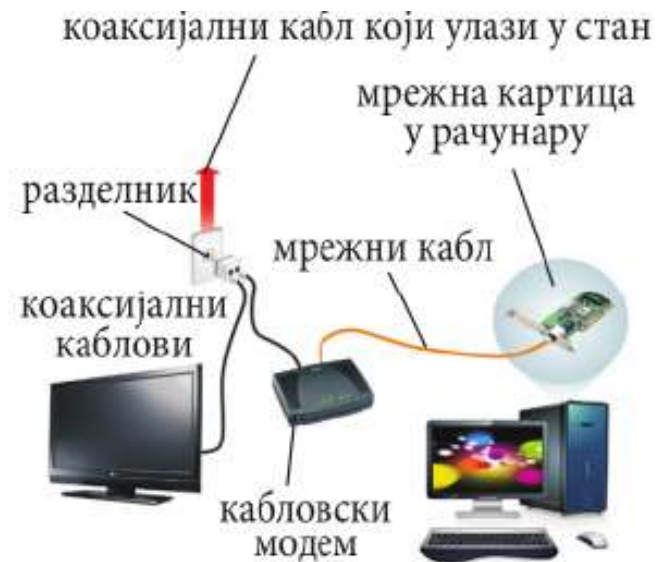 коаксијални кабл који улази у стан
мрежна картица
у рачунару
разделник
мрежни кабл
коаксијални
каблови
кабловски
модем